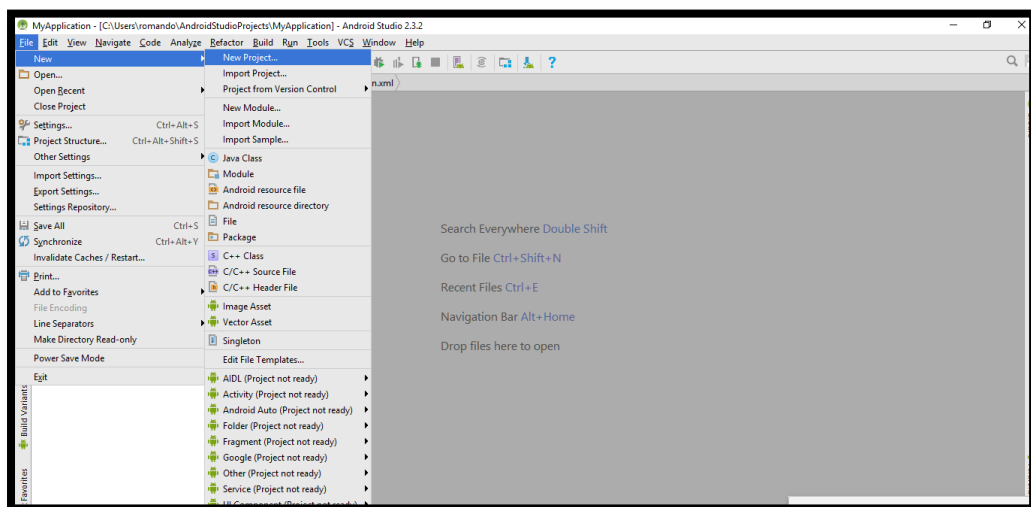 MyApplication - [C:\Users\romando\AndroidStudioProjects\MyApplication] - Android Studio 2.3.2
File Edit View Navigate Code Analyze Refactor Build Run Tools VCS Window Help
New
Open...
Open Recent
Close Project
Settings... Ctrl+Alt+S
Project Structure... Ctrl+Alt+Shift+S
Other Settings
Import Settings...
Export Settings...
Settings Repository...
Save All Ctrl+S
Synchronize Ctrl+Alt+Y
Invalidate Caches / Restart...
Print...
Add to Favorites
File Encoding
Line Separators
Make Directory Read-only
Power Save Mode
Exit
New Project...
Import Project...
Project from Version Control
New Module...
Import Module...
Import Sample...
Java Class
Module
Android resource file
Android resource directory
File
Package
C++ Class
C/C++ Source File
C/C++ Header File
Image Asset
Vector Asset
Singleton
Edit File Templates...
AIDL (Project not ready)
Activity (Project not ready)
Android Auto (Project not ready)
Folder (Project not ready)
Fragment (Project not ready)
Google (Project not ready)
Other (Project not ready)
Service (Project not ready)
UI Component (Project not ready)
n.xml
Search Everywhere Double Shift
Go to File Ctrl+Shift+N
Recent Files Ctrl+E
Navigation Bar Alt+Home
Drop files here to open
Build Variants
Favorites